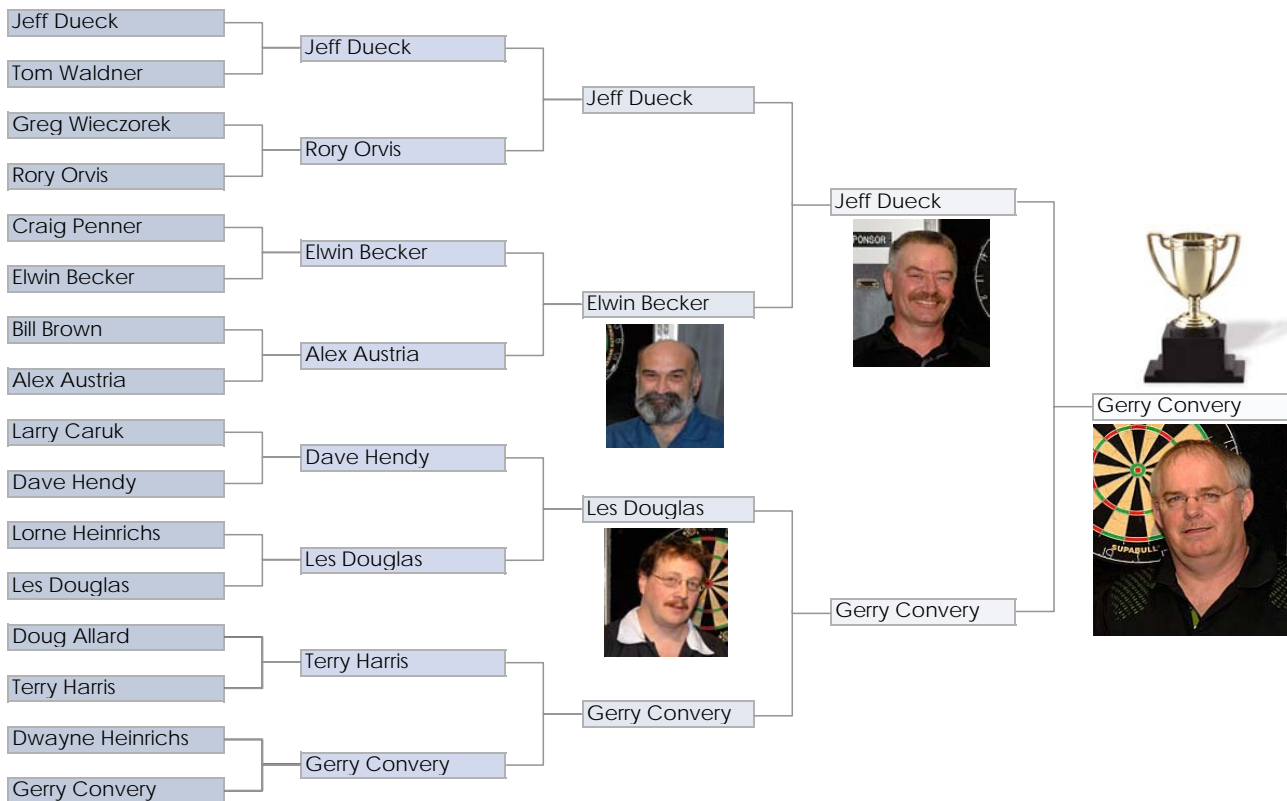 Jeff Dueck
Tom Waldner
Greg Wieczorek
Rory Orvis
Craig Penner
Elwin Becker
Bill Brown
Alex Austria
Larry Caruk
Dave Hendy
Lorne Heinrichs
Les Douglas
Doug Allard
Terry Harris
Dwayne Heinrichs
Gerry Convery
Jeff Dueck
Rory Orvis
Elwin Becker
Alex Austria
Dave Hendy
Les Douglas
Terry Harris
Gerry Convery
Jeff Dueck
Elwin Becker
Les Douglas
Gerry Convery
Jeff Dueck
PONSOR
Gerry Convery
Gerry Convery
SUPABULL